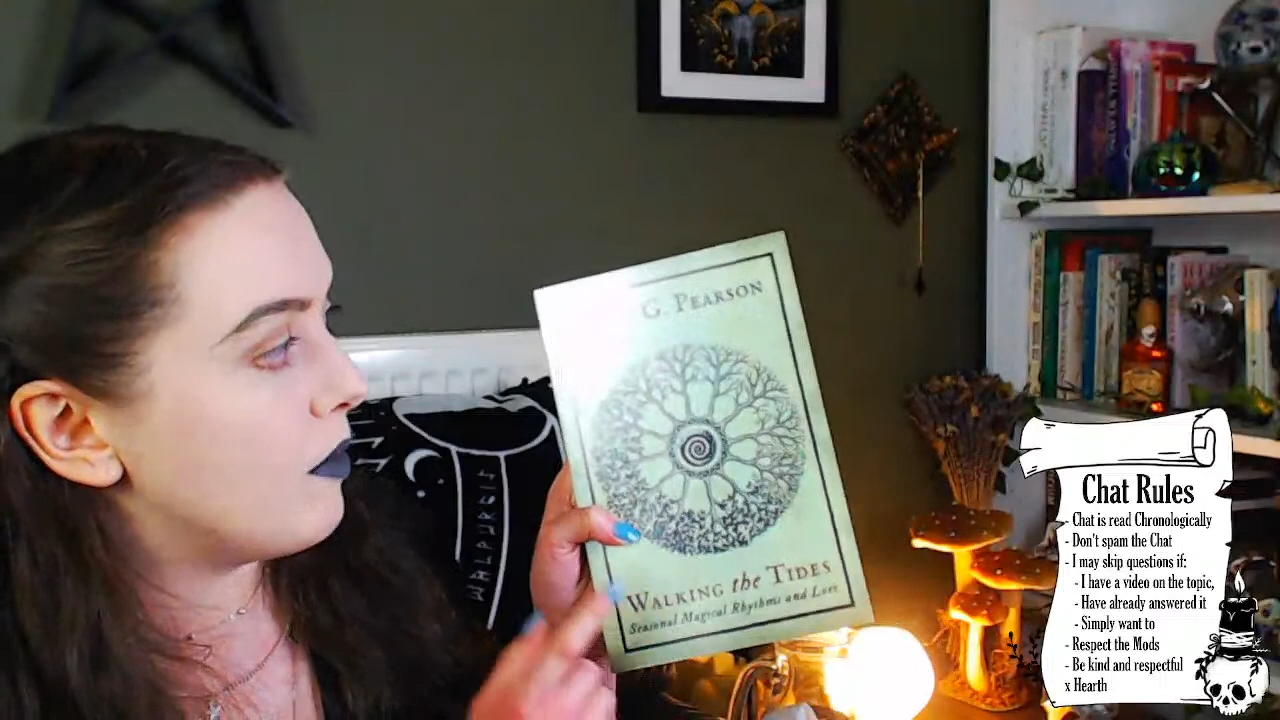 G. Pearson
Walking the Tides
Seasonal Magical Rhythms and Lore
WALPURGIS
Chat Rules
- Chat is read Chronologically
- Don't spam the Chat
- I may skip questions if:
- I have a video on the topic,
- Have already answered it
- Simply want to
- Respect the Mods
- Be kind and respectful
x Hearth